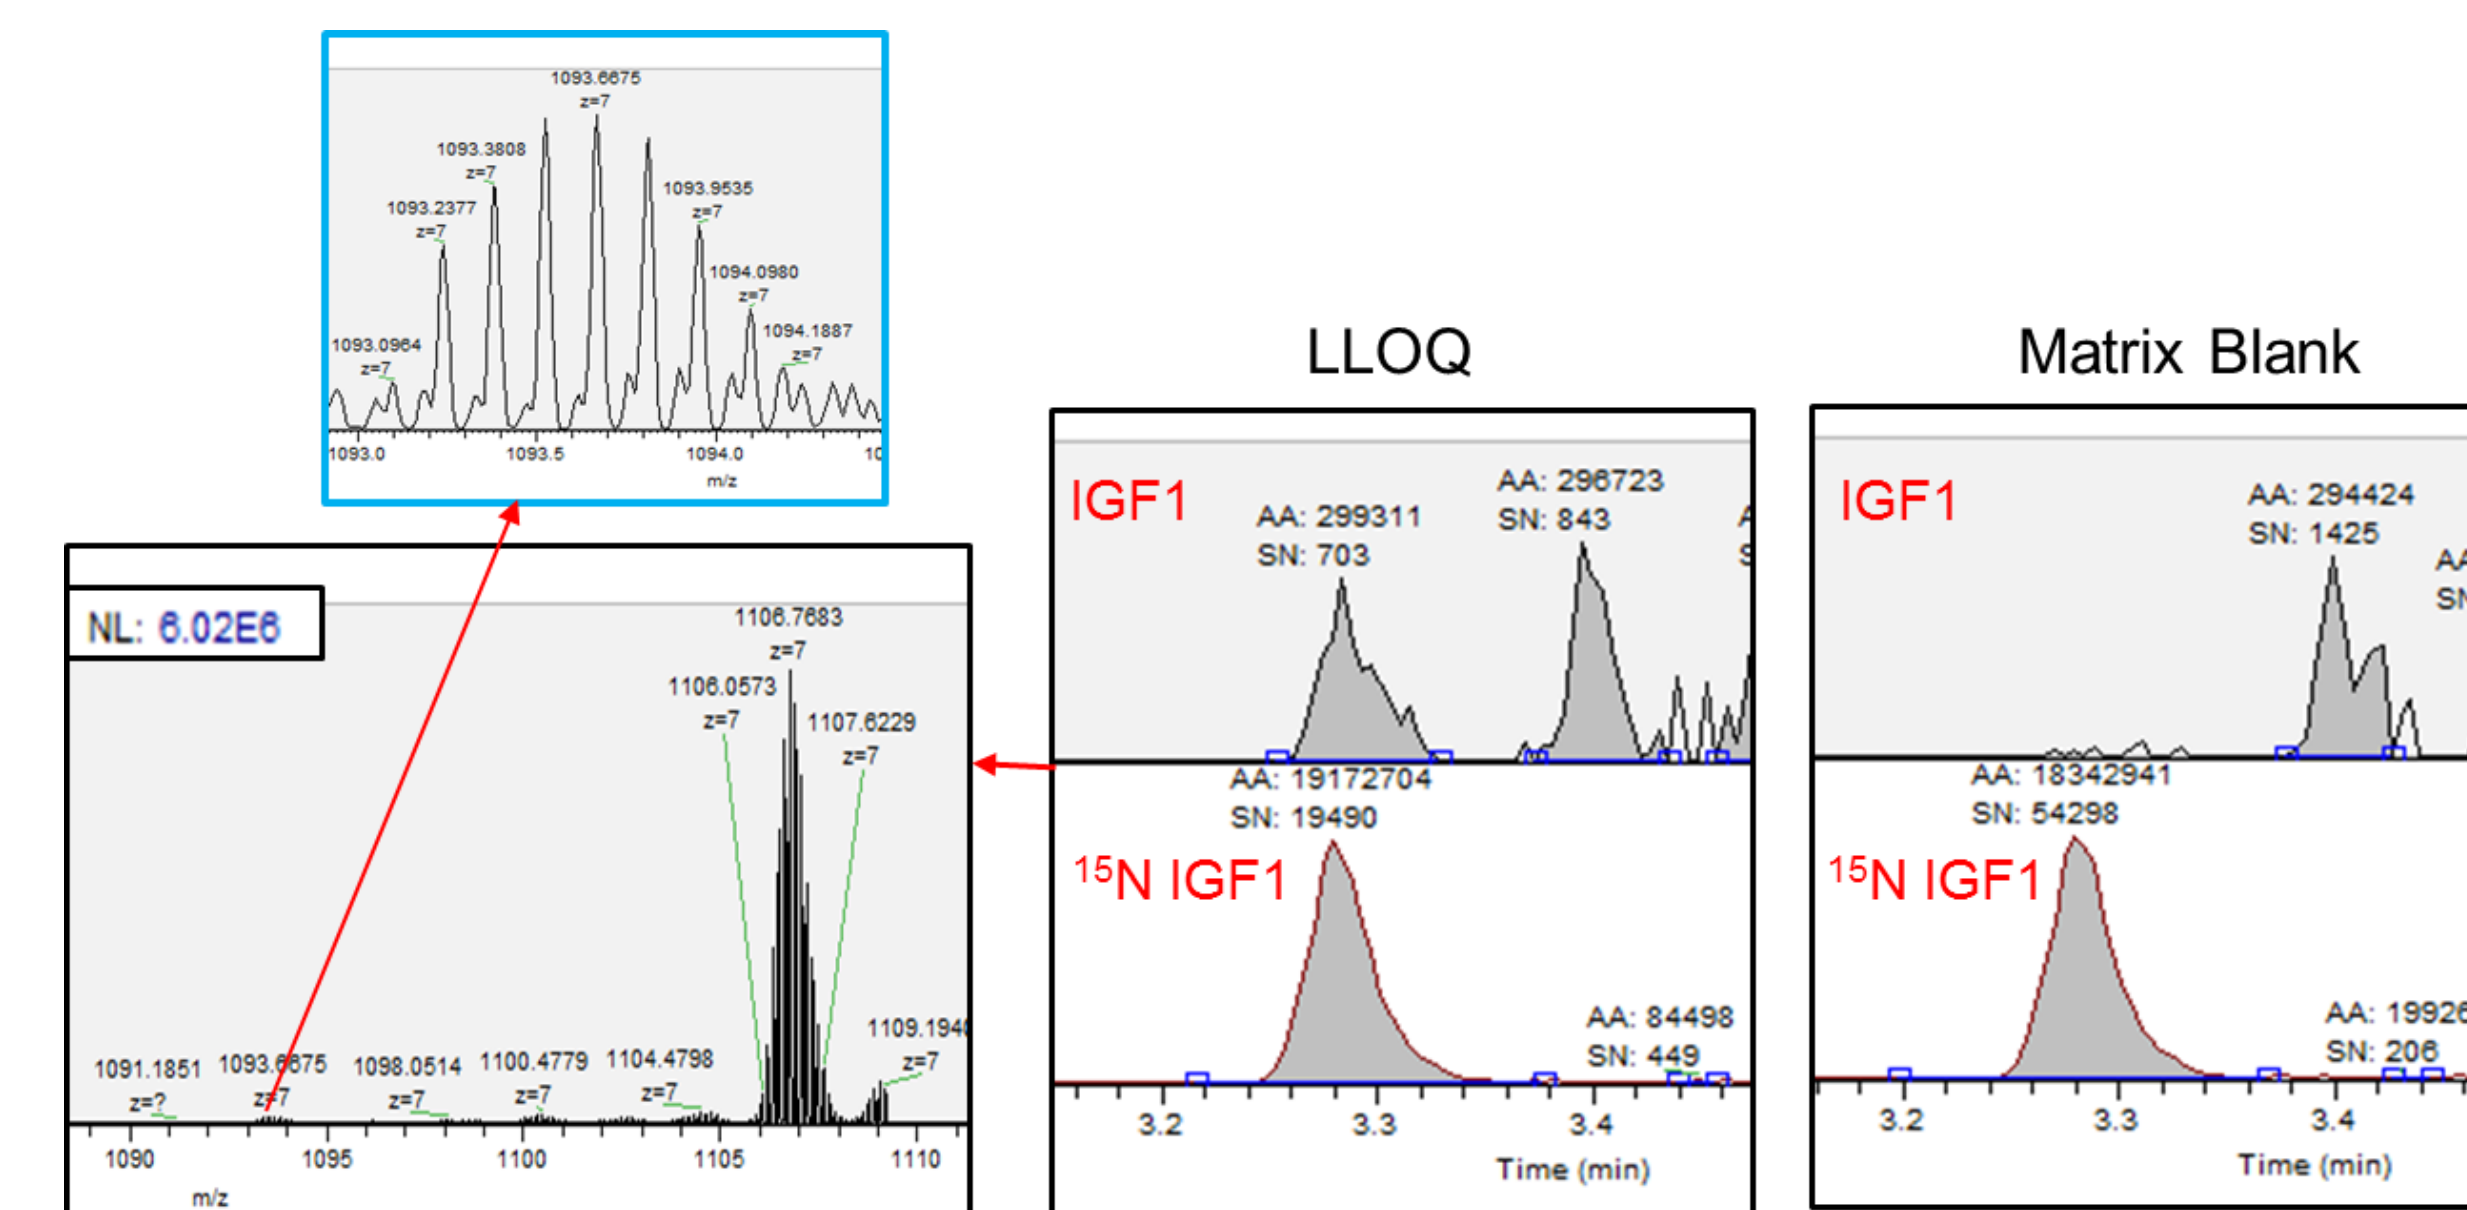 1093.6675
z=7
1093.3808
z=7
1093.2377
z=7
1093.9535
z=7
1094.0980
z=7
1094.1887
z=7
1093.0964
z=7
1093.0
1093.5
1094.0
10
m/z
LLOQ
Matrix Blank
NL: 6.02E6
1106.7683
z=7
1106.0573
z=7
1107.6229
z=7
1109.194
z=7
1091.1851
z=?
1093.6675
z=7
1098.0514
z=7
1100.4779
z=7
1104.4798
z=7
1090
1095
1100
1105
1110
m/z
IGF1
AA: 299311
SN: 703
AA: 296723
SN: 843
AA: 19172704
SN: 19490
15N IGF1
AA: 84498
SN: 449
3.2
3.3
3.4
Time (min)
IGF1
AA: 294424
SN: 1425
AA: 18342941
SN: 54298
15N IGF1
AA: 19926
SN: 206
3.2
3.3
3.4
Time (min)